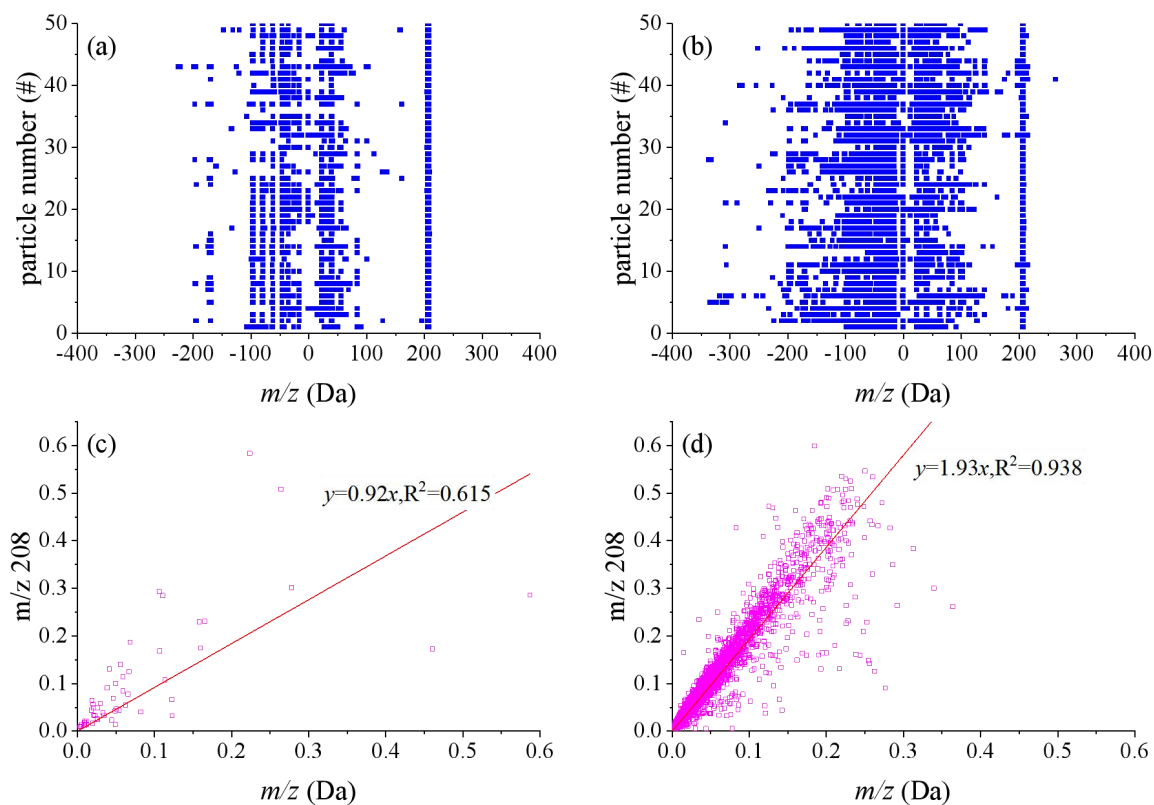 (a)
particle number (#)
50
40
30
20
10
0
-400 -300 -200 -100 0 100 200 300 400
m/z (Da)
(b)
particle number (#)
50
40
30
20
10
0
-400 -300 -200 -100 0 100 200 300 400
m/z (Da)
(c)
m/z 208
0.6
0.5
0.4
0.3
0.2
0.1
0.0
y=0.92x,R²=0.615
0.0 0.1 0.2 0.3 0.4 0.5 0.6
m/z (Da)
(d)
m/z 208
0.6
0.5
0.4
0.3
0.2
0.1
0.0
y=1.93x,R²=0.938
0.0 0.1 0.2 0.3 0.4 0.5 0.6
m/z (Da)